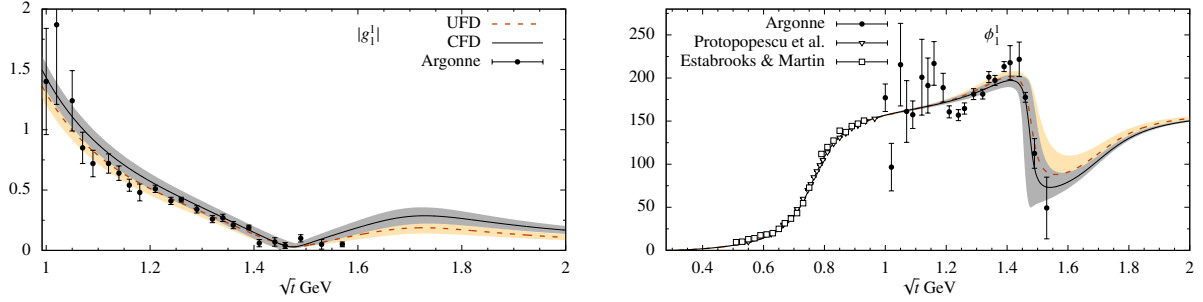 2
1.5
1
0.5
0
1
1.2
1.4
1.6
1.8
2
√t GeV
|g₁¹|
UFD
CFD
Argonne
250
200
150
100
50
0
0.4
0.6
0.8
1
1.2
1.4
1.6
1.8
2
√t GeV
Argonne
Protopopescu et al.
Estabrooks & Martin
ϕ₁¹